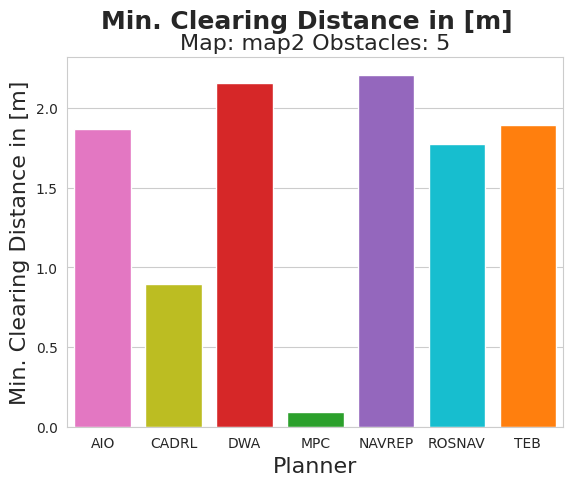 Min. Clearing Distance in [m]
Map: map2 Obstacles: 5
Min. Clearing Distance in [m]
2.0
1.5
1.0
0.5
0.0
AIO CADRL DWA MPC NAVREP ROSNAV TEB
Planner